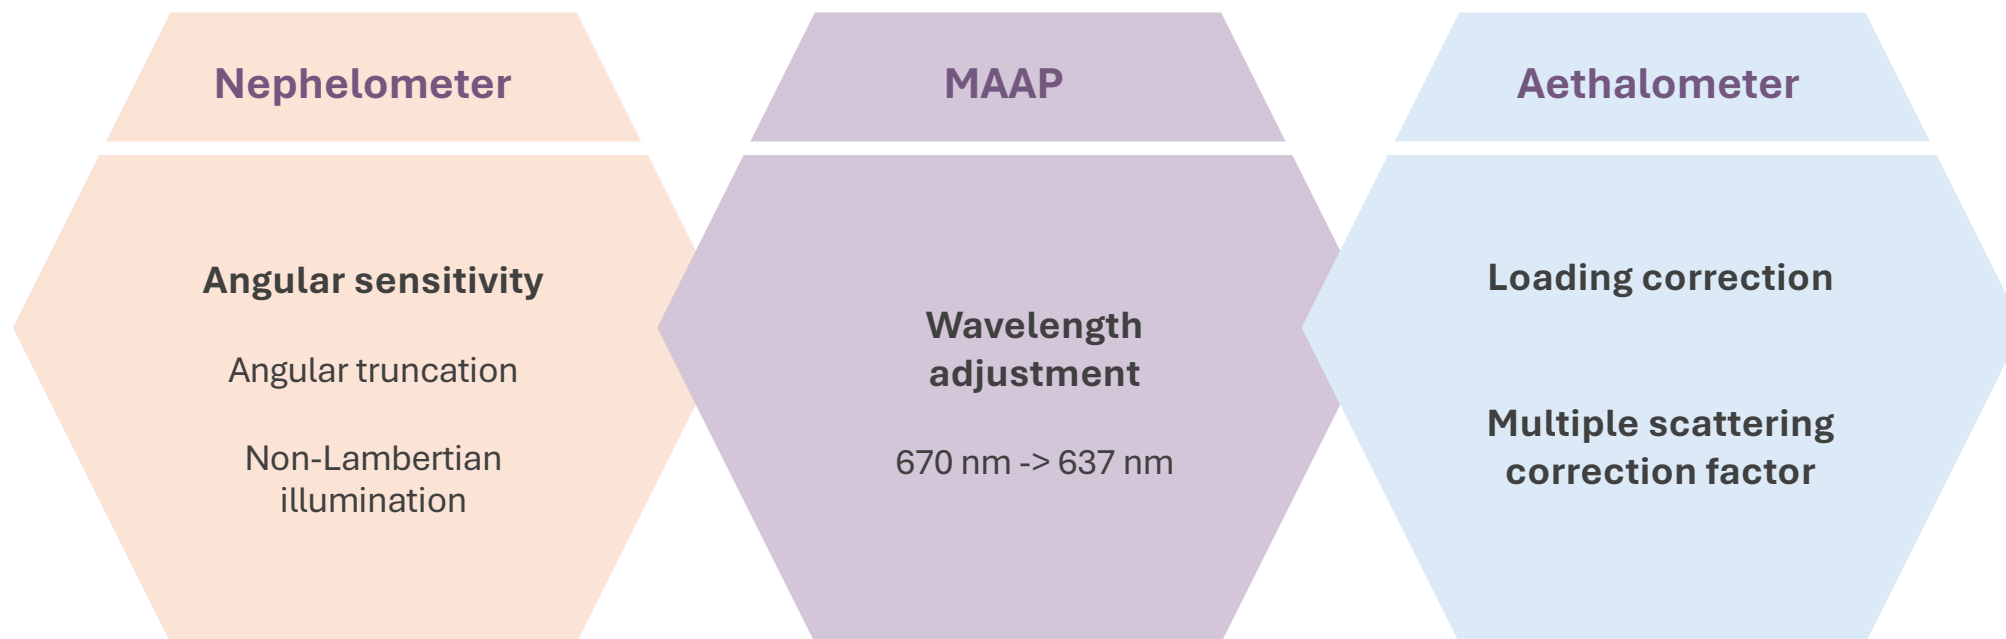 Nephelometer
Angular sensitivity
Angular truncation
Non-Lambertian
illumination
MAAP
Wavelength
adjustment
670 nm -> 637 nm
Aethalometer
Loading correction
Multiple scattering
correction factor